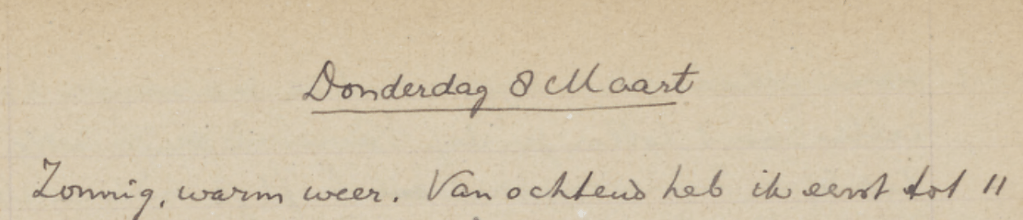 Donderdag 8 Maart
Zonnig, warm weer. Van ochtend heb ik eerst tot 11